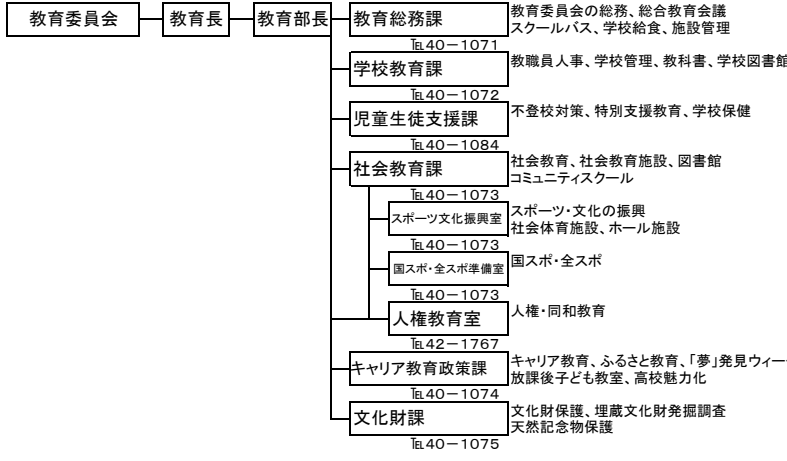 教育委員会 教育長 教育部長 教育総務課 教育委員会の総務、総合教育会議
スクールバス、学校給食、施設管理
℡40－1071
学校教育課 教職員人事、学校管理、教科書、学校図書館
℡40－1072
児童生徒支援課 不登校対策、特別支援教育、学校保健
℡40－1084
社会教育課 社会教育、社会教育施設、図書館
コミュニティスクール
℡40－1073
スポーツ文化振興室 スポーツ・文化の振興
社会体育施設、ホール施設
℡40－1073
国スポ・全スポ準備室 国スポ・全スポ
℡40－1073
人権教育室 人権・同和教育
℡42－1767
キャリア教育政策課 キャリア教育、ふるさと教育、「夢」発見ウィー
放課後子ども教室、高校魅力化
℡40－1074
文化財課 文化財保護、埋蔵文化財発掘調査
天然記念物保護
℡40－1075